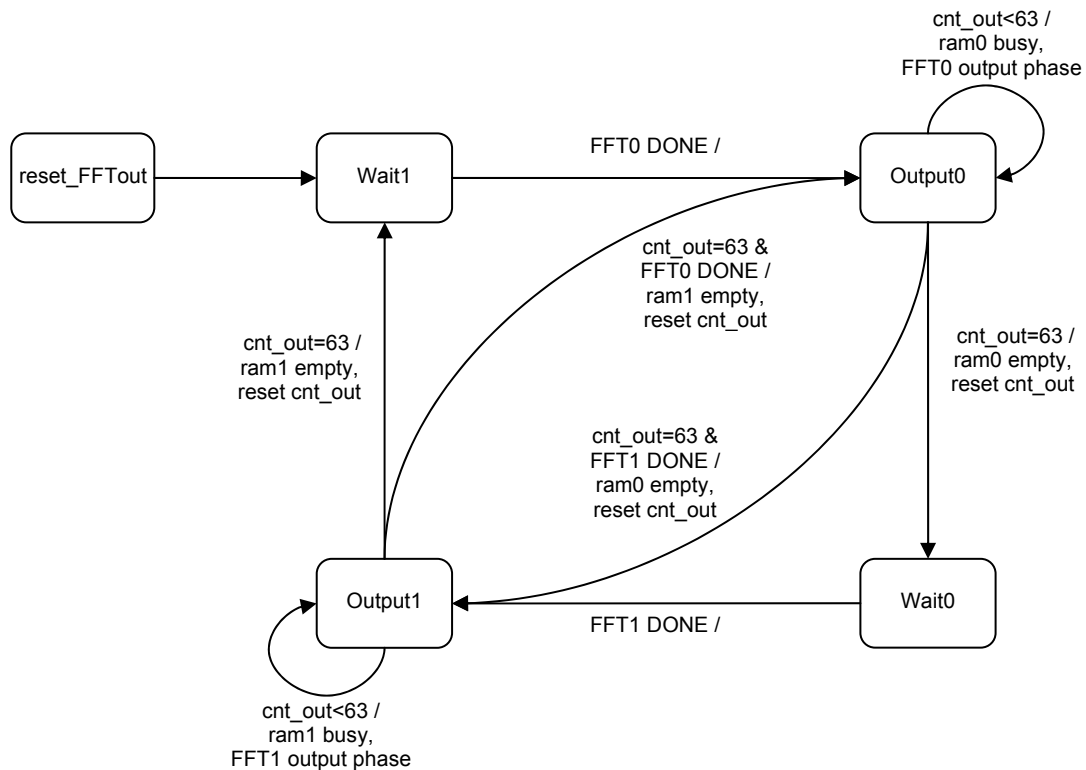 cnt_out<63 /
ram0 busy,
FFT0 output phase
FFT0 DONE /
reset_FFTout
Wait1
Output0
cnt_out=63 &
FFT0 DONE /
ram1 empty,
reset cnt_out
cnt_out=63 /
ram1 empty,
reset cnt_out
cnt_out=63 /
ram0 empty,
reset cnt_out
cnt_out=63 &
FFT1 DONE /
ram0 empty,
reset cnt_out
Output1
Wait0
FFT1 DONE /
cnt_out<63 /
ram1 busy,
FFT1 output phase